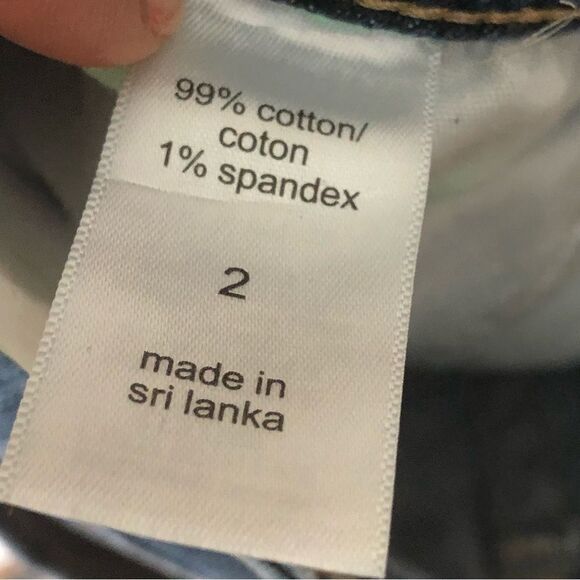 99% cotton/
coton
1% spandex
2
made in
sri lanka